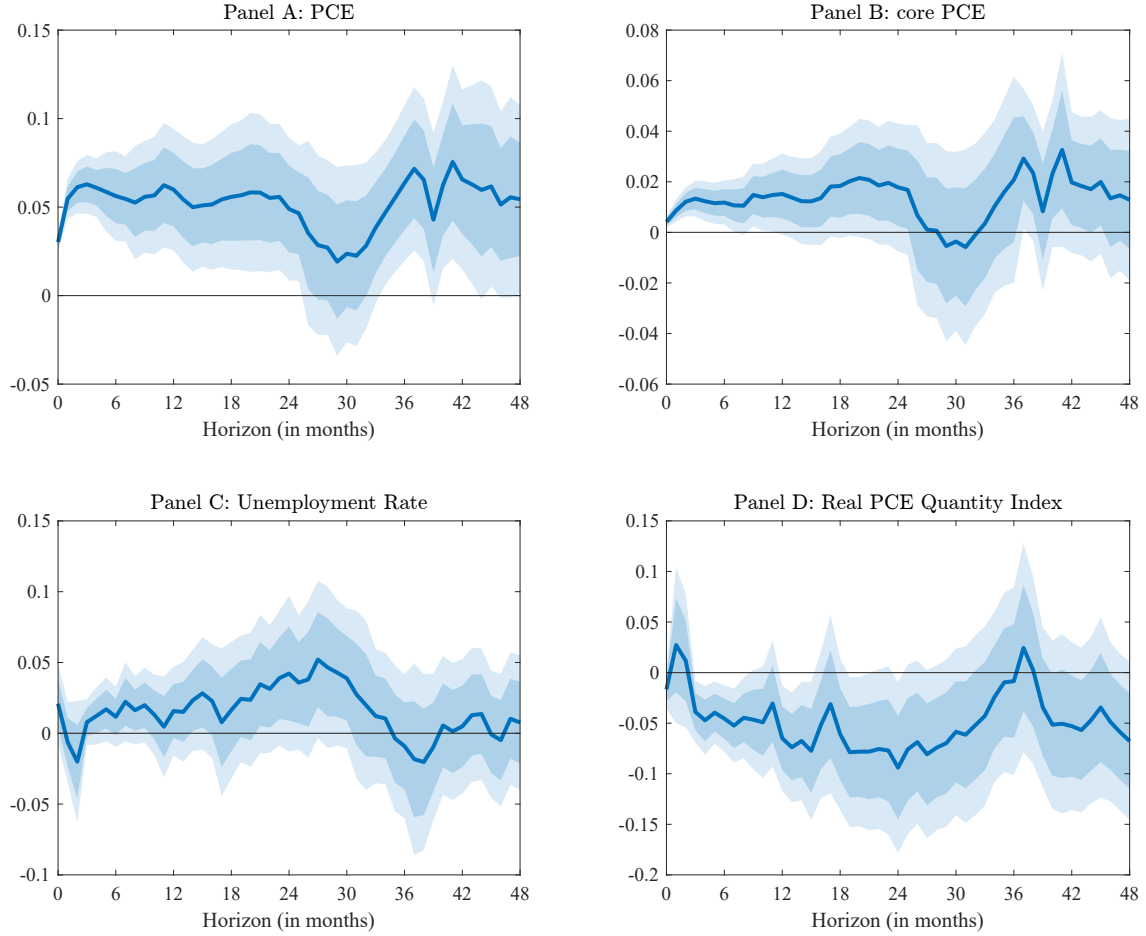 Panel A: PCE
0.15
0.1
0.05
0
-0.05
0 6 12 18 24 30 36 42 48
Horizon (in months)
Panel B: core PCE
0.08
0.06
0.04
0.02
0
-0.02
-0.04
-0.06
0 6 12 18 24 30 36 42 48
Horizon (in months)
Panel C: Unemployment Rate
0.15
0.1
0.05
0
-0.05
-0.1
0 6 12 18 24 30 36 42 48
Horizon (in months)
Panel D: Real PCE Quantity Index
0.15
0.1
0.05
0
-0.05
-0.1
-0.15
-0.2
0 6 12 18 24 30 36 42 48
Horizon (in months)